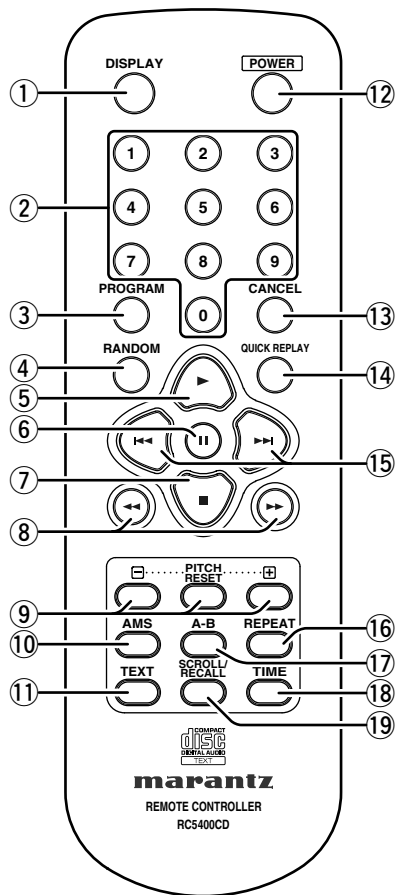 DISPLAY POWER
① ⑫
1 2 3
② 4 5 6
7 8 9
PROGRAM 0 CANCEL
③ ⑬
RANDOM QUICK REPLAY
④ ⑭
⑤
⑥ ⑮
⑦
⑧
PITCH
RESET
⑨
AMS A-B REPEAT
⑩ ⑯
⑰
TEXT SCROLL/
RECALL TIME
⑪ ⑱
⑲
COMPACT
disc
DIGITAL AUDIO
TEXT
marantz
REMOTE CONTROLLER
RC5400CD